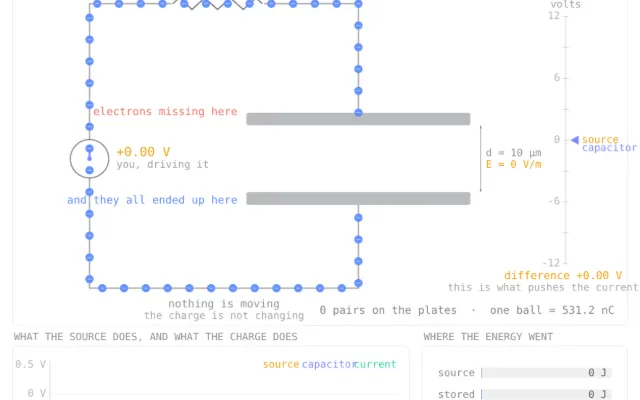 volts
12
electrons missing here
6
+0.00 V
you, driving it
0
source
capacitor
d = 10 µm
E = 0 V/m
and they all ended up here
-6
-12
difference +0.00 V
this is what pushes the current
nothing is moving
the charge is not changing
0 pairs on the plates · one ball = 531.2 nC
WHAT THE SOURCE DOES, AND WHAT THE CHARGE DOES
WHERE THE ENERGY WENT
0.5 V
source capacitor current
0 V
source 0 J
stored 0 J